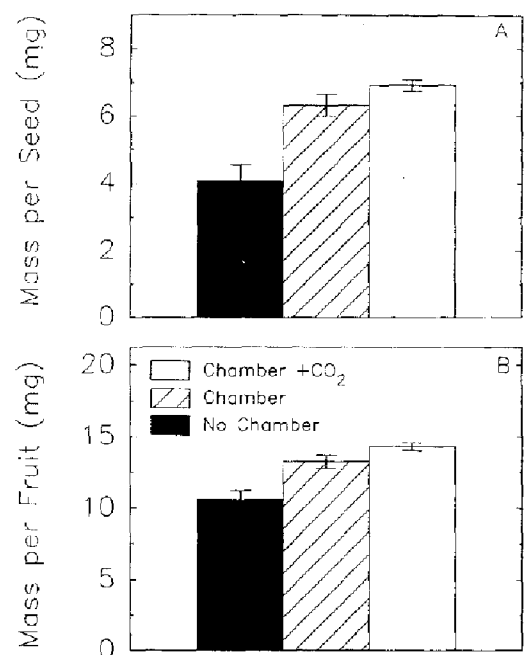 A
Mass per Seed (mg)
8
6
4
2
0
B
Mass per Fruit (mg)
20
15
10
5
0
Chamber +CO₂
Chamber
No Chamber